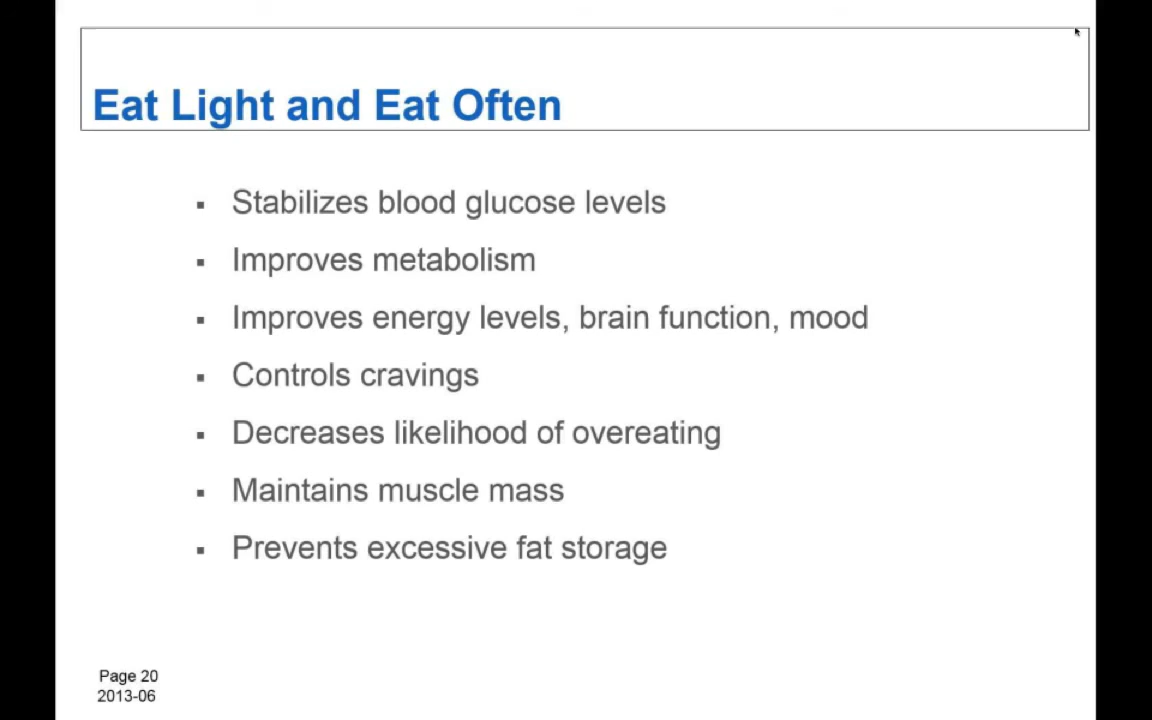 Eat Light and Eat Often
▪ Stabilizes blood glucose levels
▪ Improves metabolism
▪ Improves energy levels, brain function, mood
▪ Controls cravings
▪ Decreases likelihood of overeating
▪ Maintains muscle mass
▪ Prevents excessive fat storage
Page 20
2013-06